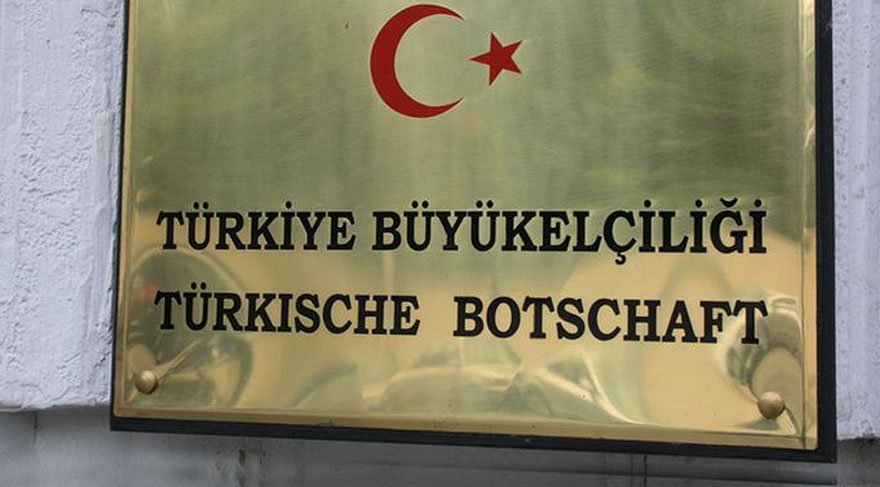 TÜRKİYE BÜYÜKELÇİLİĞİ
TÜRKISCHE BOTSCHAFT